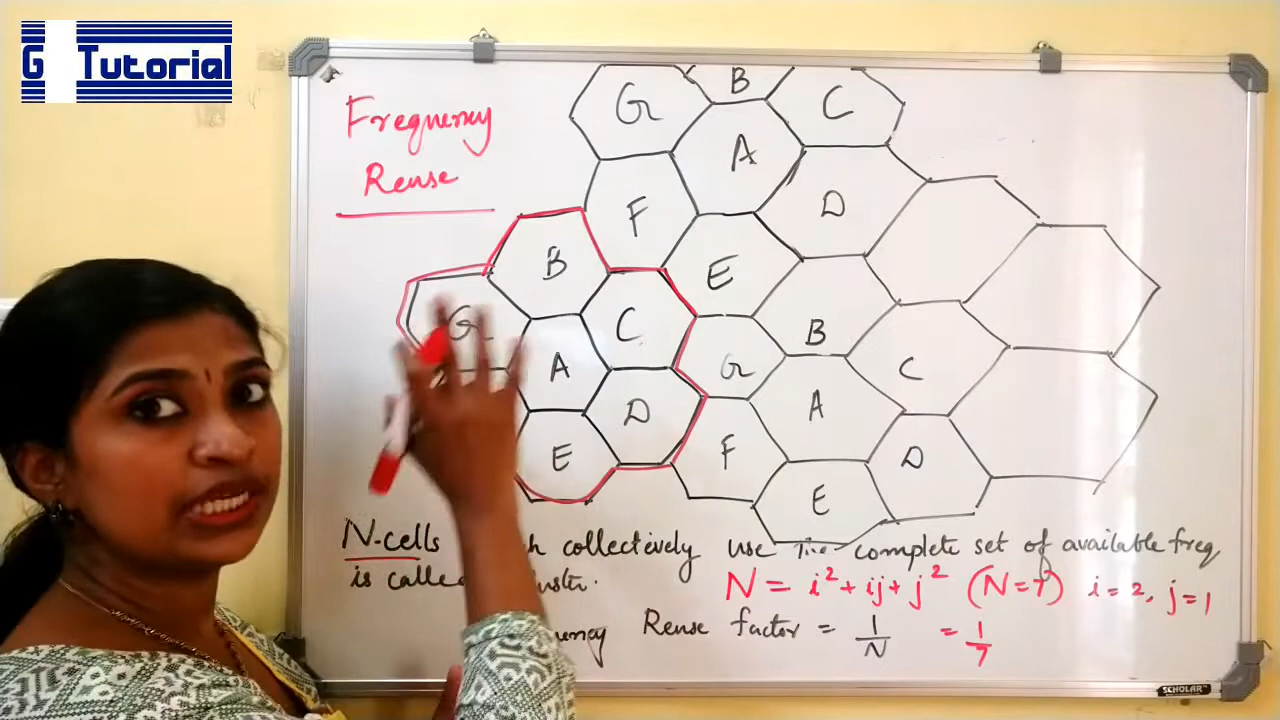 G Tutorial
Frequency
Reuse
G B C
A
F D
B E
G C B
A G C
D A
E F D
E
N-cells collectively use the complete set of available freq
is called
N = i² + ij + j² (N=7) i = 2, j = 1
Reuse factor = 1/N = 1/7
SCHOLAR